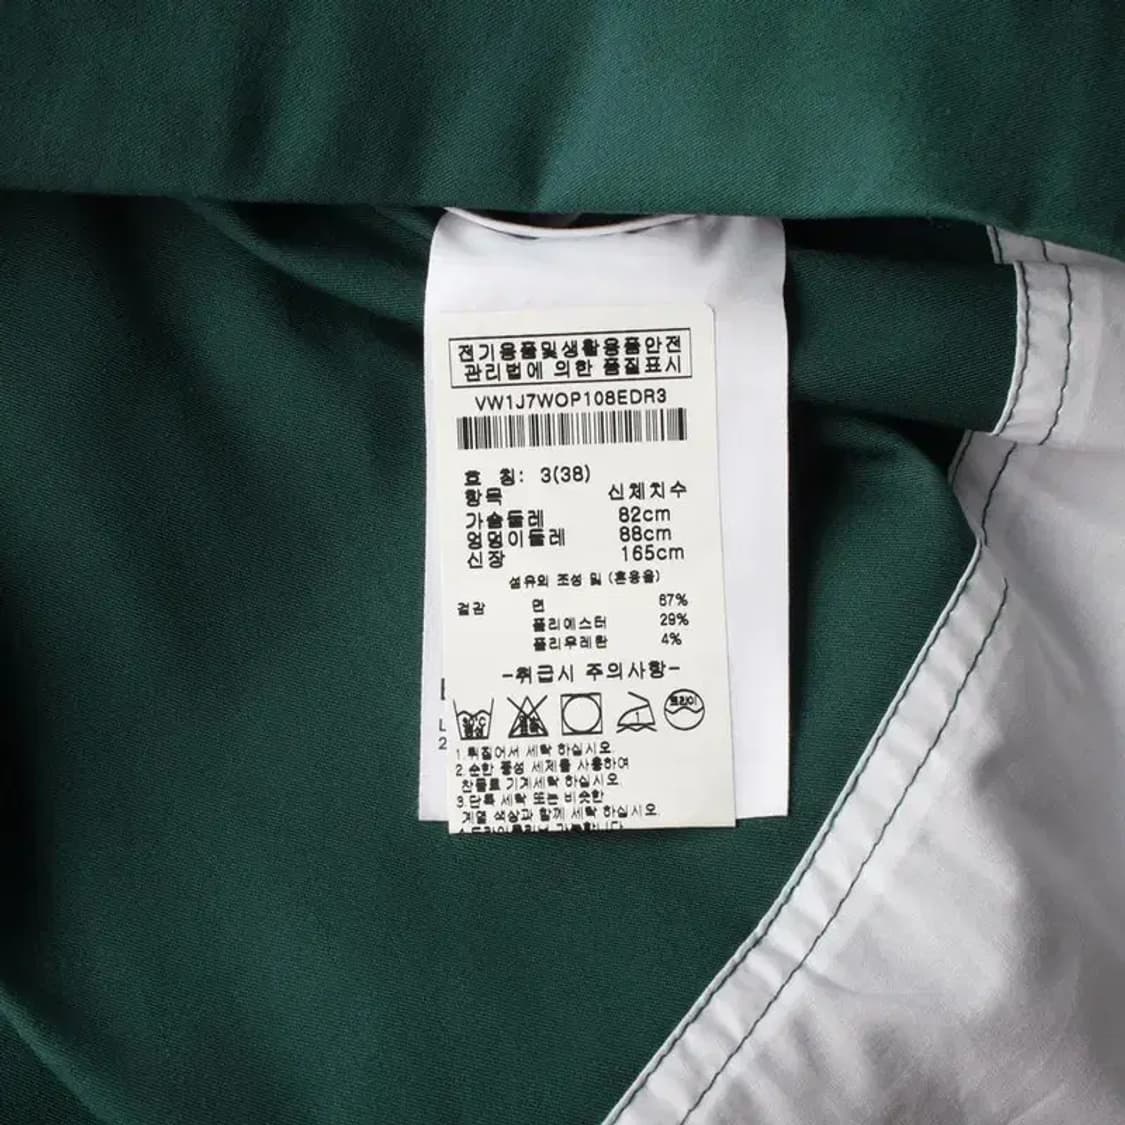 전기용품및생활용품안전
관리법에 의한 품질표시
VW1J7WOP108EDR3
호 칭: 3(38)
항목 신체치수
가슴둘레 82cm
엉덩이둘레 88cm
신장 165cm
섬유의 조성 및 (혼용율)
겉감 면 67%
폴리에스터 29%
폴리우레탄 4%
-취급시 주의사항-
드라이
1.뒤집어서 세탁 하십시오.
2.순한 중성 세제를 사용하여
찬물로 기계세탁 하십시오.
3.단독 세탁 또는 비슷한
계열 색상과 함께 세탁 하십시오.